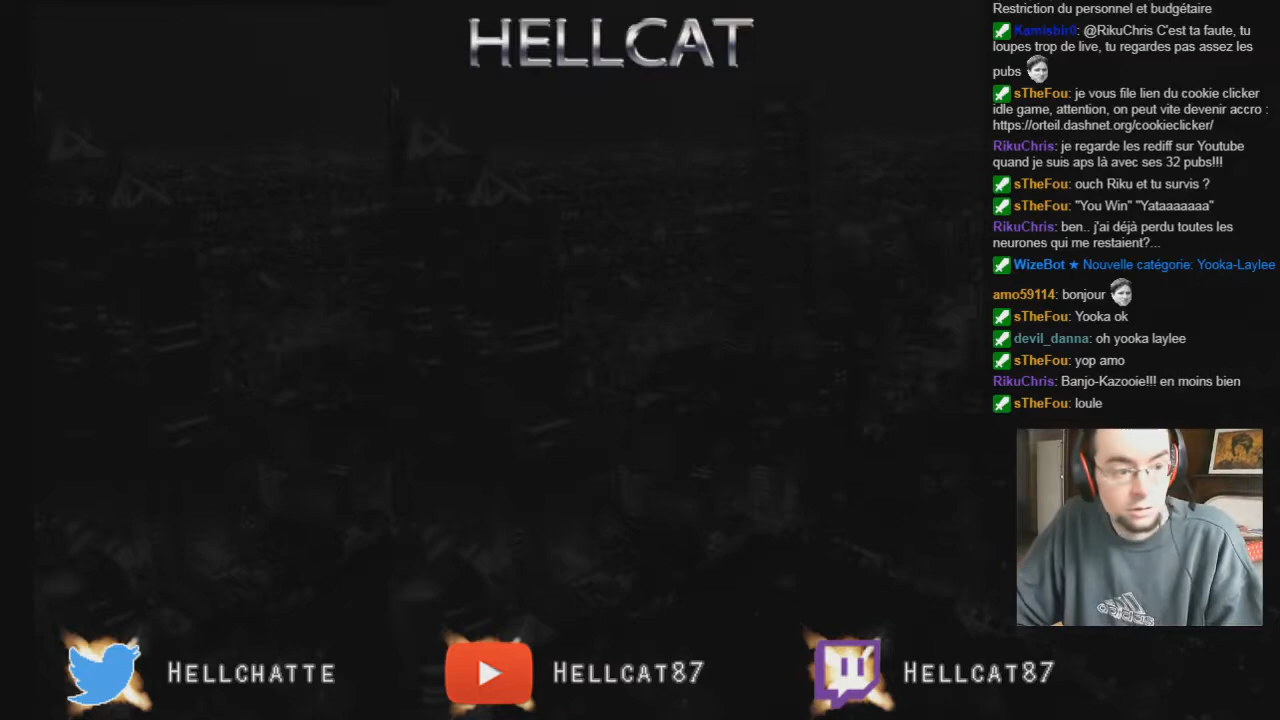 HELLCAT
Restriction du personnel et budgétaire
Kamishir0: @RikuChris C'est ta faute, tu
loupes trop de live, tu regardes pas assez les
pubs
sTheFou: je vous file lien du cookie clicker
idle game, attention, on peut vite devenir accro :
https://orteil.dashnet.org/cookieclicker/
RikuChris: je regarde les rediff sur Youtube
quand je suis aps là avec ses 32 pubs!!!
sTheFou: ouch Riku et tu survis ?
sTheFou: "You Win" "Yataaaaaaa"
RikuChris: ben.. j'ai déjà perdu toutes les
neurones qui me restaient?...
WizeBot ★ Nouvelle catégorie: Yooka-Laylee
amo59114: bonjour
sTheFou: Yooka ok
devil_danna: oh yooka laylee
sTheFou: yop amo
RikuChris: Banjo-Kazooie!!! en moins bien
sTheFou: loule
adidas
HELLCHATTE
HELLCAT87
HELLCAT87